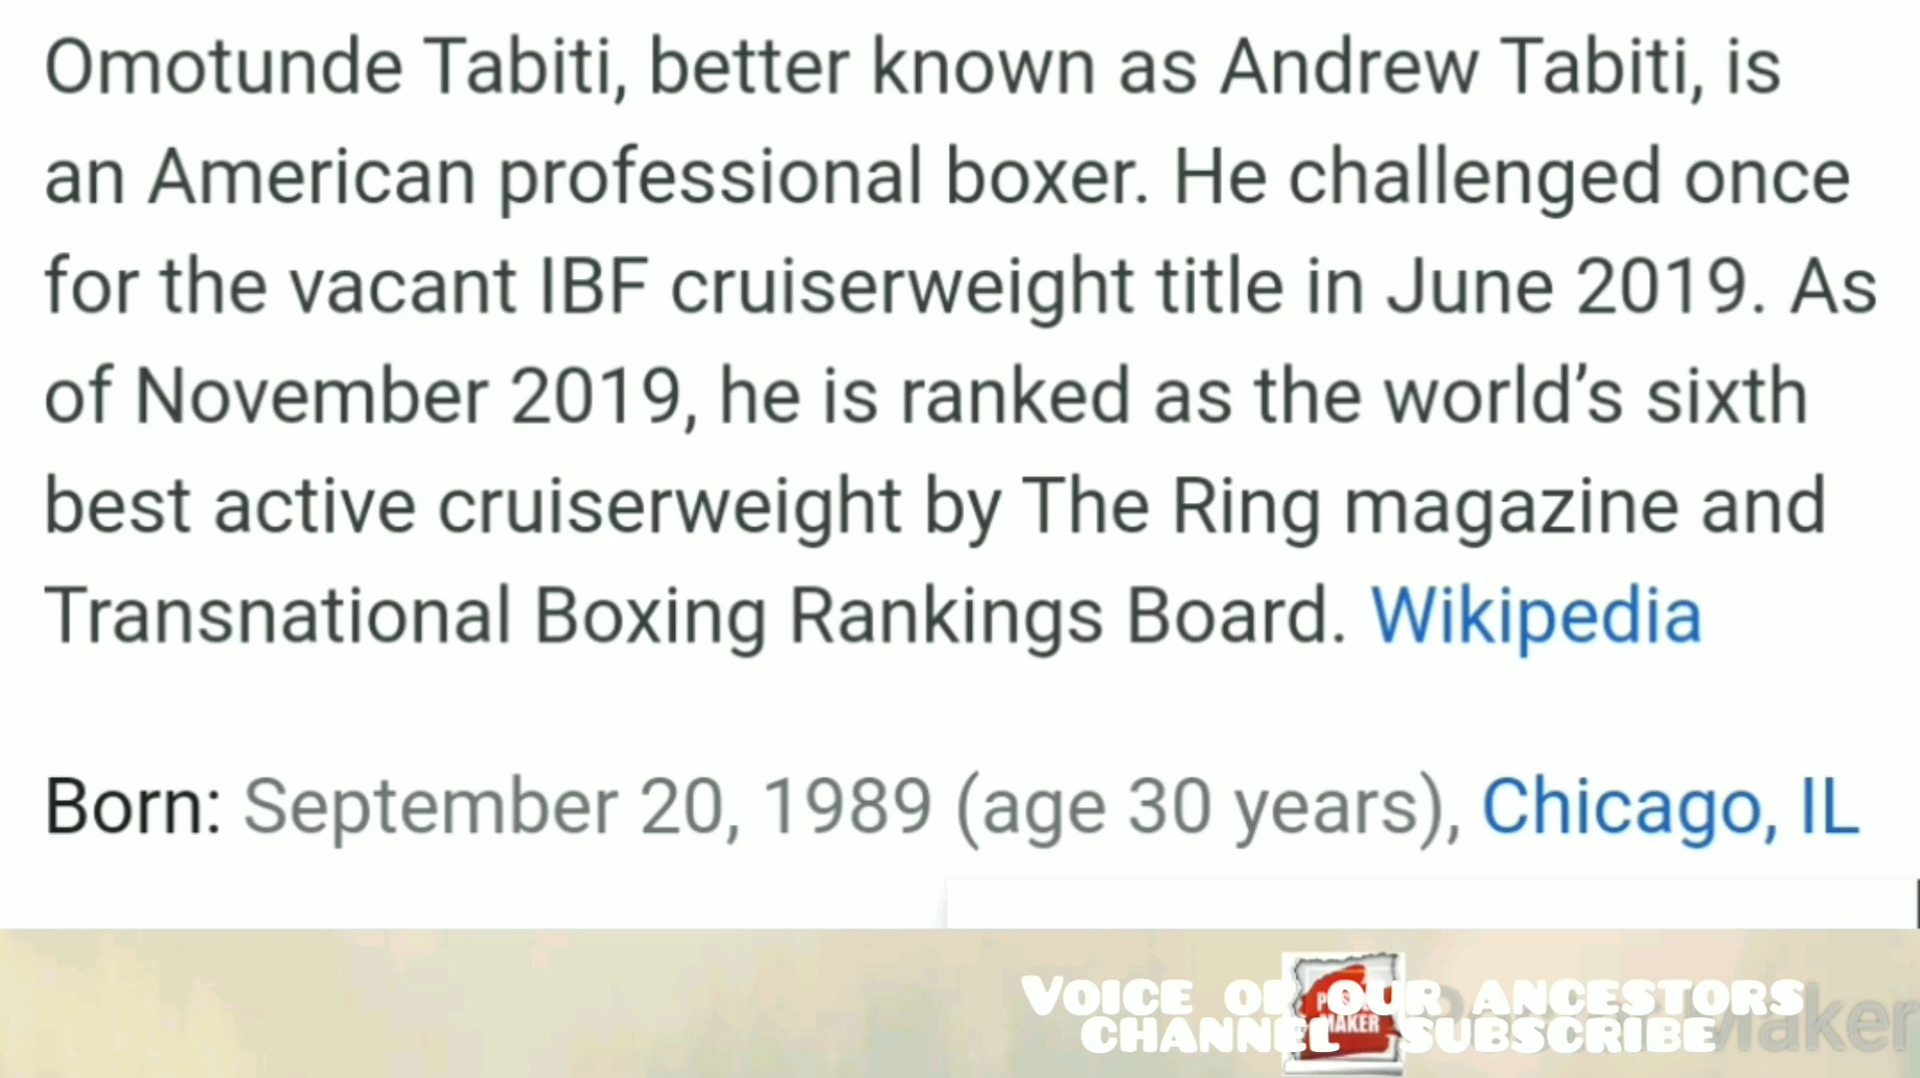 Omotunde Tabiti, better known as Andrew Tabiti, is
an American professional boxer. He challenged once
for the vacant IBF cruiserweight title in June 2019. As
of November 2019, he is ranked as the world’s sixth
best active cruiserweight by The Ring magazine and
Transnational Boxing Rankings Board. Wikipedia
Born: September 20, 1989 (age 30 years), Chicago, IL
VOICE OF OUR ANCESTORS
CHANNEL SUBSCRIBE
MAKER
Maker